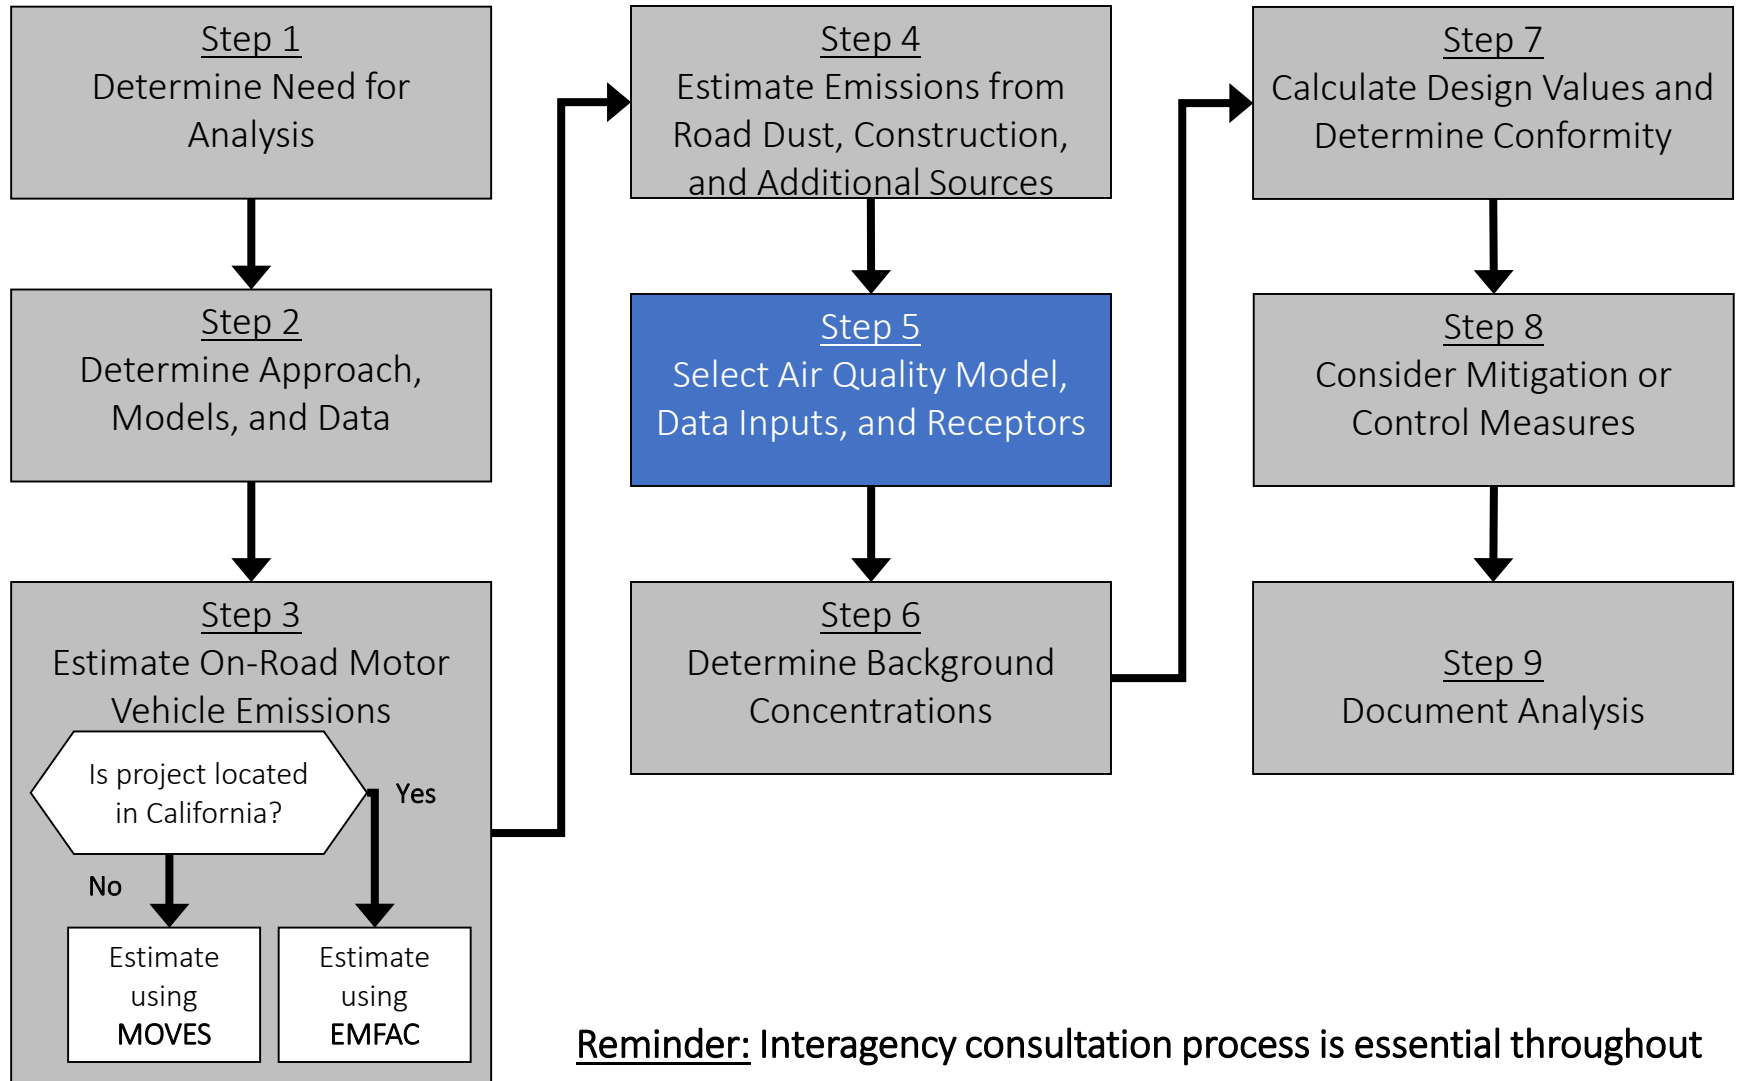 Step 1
Determine Need for
Analysis
Step 2
Determine Approach,
Models, and Data
Step 3
Estimate On-Road Motor
Vehicle Emissions
Is project located
in California?
Yes
No
Estimate
using
MOVES
Estimate
using
EMFAC
Step 4
Estimate Emissions from
Road Dust, Construction,
and Additional Sources
Step 5
Select Air Quality Model,
Data Inputs, and Receptors
Step 6
Determine Background
Concentrations
Step 7
Calculate Design Values and
Determine Conformity
Step 8
Consider Mitigation or
Control Measures
Step 9
Document Analysis
Reminder: Interagency consultation process is essential throughout